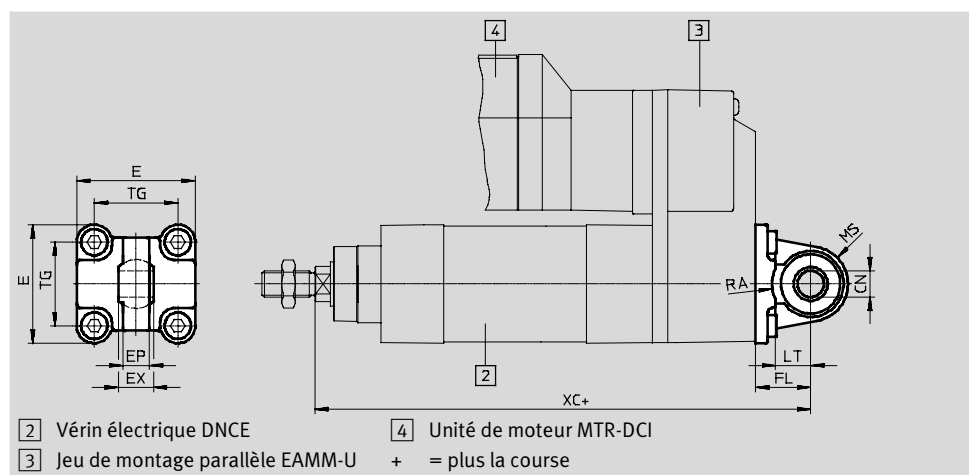 4
3
E
TG
E
TG
EP
EX
MS
CN
RA
LT
FL
2
XC+
2 Vérin électrique DNCE
4 Unité de moteur MTR-DCI
3 Jeu de montage parallèle EAMM-U
+ = plus la course